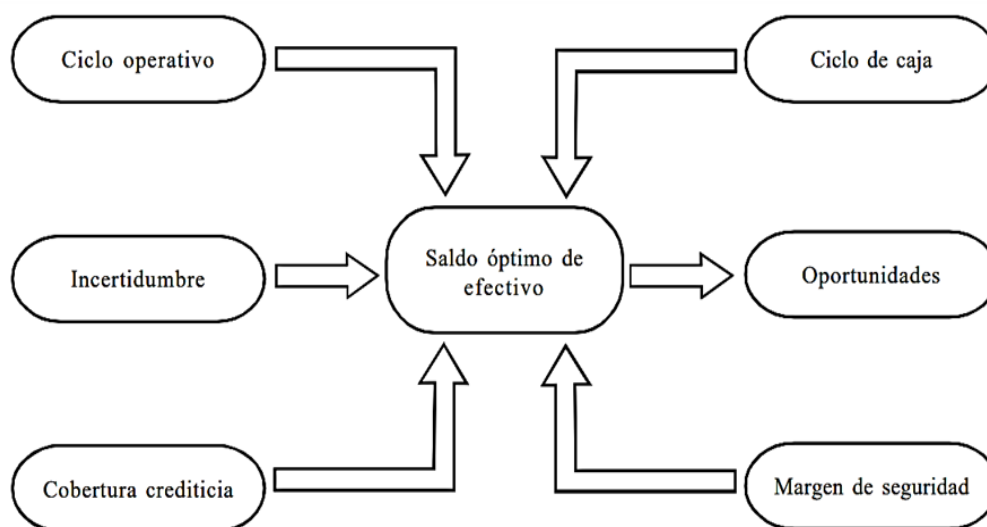 Ciclo operativo
Ciclo de caja
Incertidumbre
Saldo óptimo de
efectivo
Oportunidades
Cobertura crediticia
Margen de seguridad